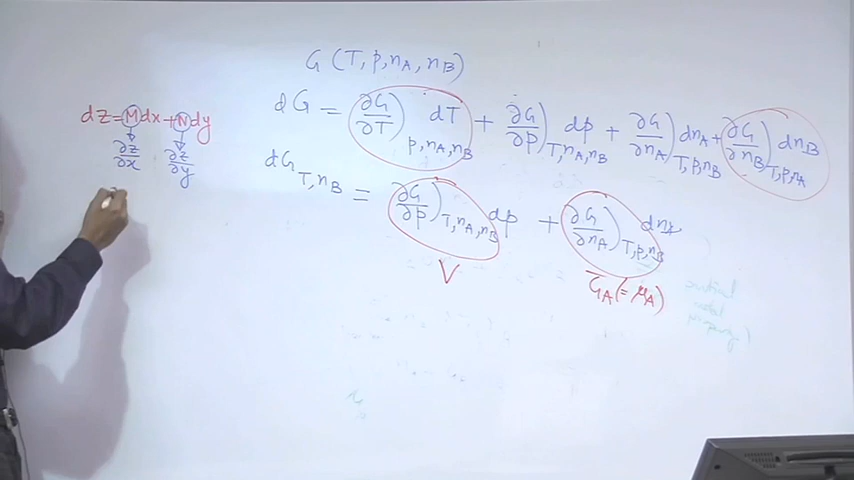 G (T, p, nA, nB)
dG = ∂G/∂T)p, nA, nB dT + ∂G/∂p)T, nA, nB dp + ∂G/∂nA)T, p, nB dnA + ∂G/∂nB)T, p, nA dnB
dG T, nB = ∂G/∂p)T, nA, nB dp + ∂G/∂nA)T, p, nB dnA
V
G̅A (= μA)
dz = M dx + N dy
∂z/∂x ∂z/∂y